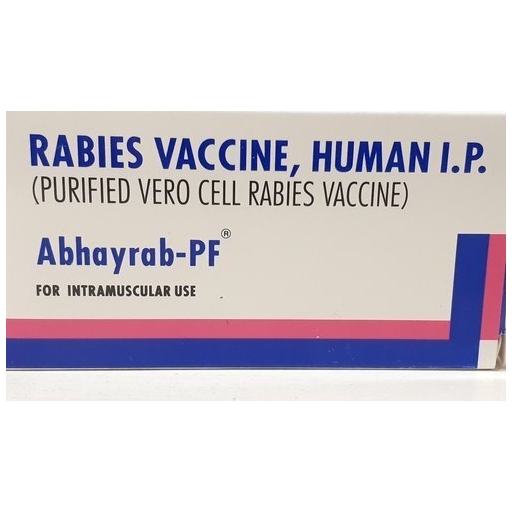 RABIES VACCINE, HUMAN I.P.
(PURIFIED VERO CELL RABIES VACCINE)
Abhayrab-PF®
FOR INTRAMUSCULAR USE